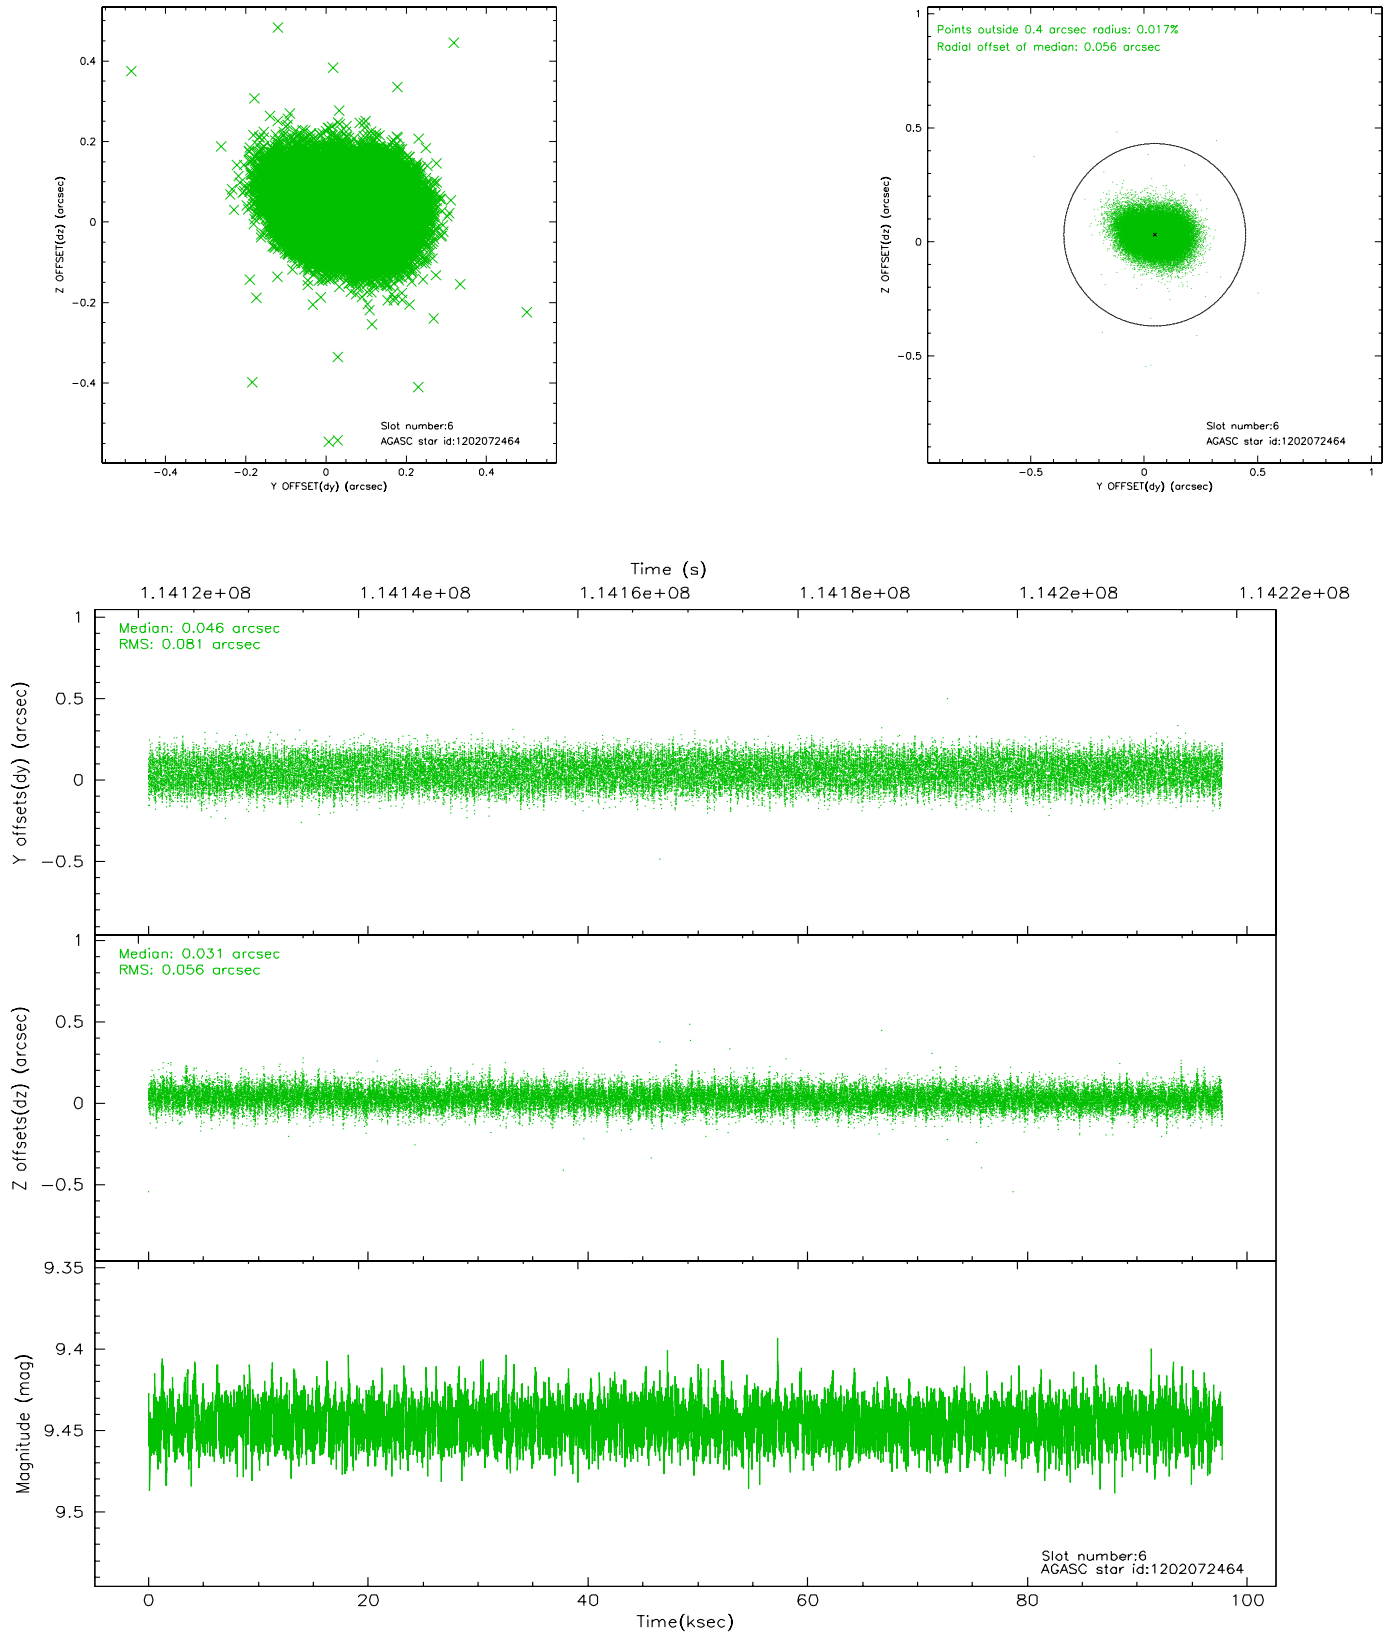 0.4
0.2
0
−0.2
−0.4
Z OFFSET(dz) (arcsec)
Slot number:6
AGASC star id:1202072464
−0.4 −0.2 0 0.2 0.4
Y OFFSET(dy) (arcsec)
Points outside 0.4 arcsec radius: 0.017%
Radial offset of median: 0.056 arcsec
1
0.5
0
−0.5
Z OFFSET(dz) (arcsec)
Slot number:6
AGASC star id:1202072464
−0.5 0 0.5 1
Y OFFSET(dy) (arcsec)
Time (s)
1.1412e+08 1.1414e+08 1.1416e+08 1.1418e+08 1.142e+08 1.1422e+08
Median: 0.046 arcsec
RMS: 0.081 arcsec
1
0.5
0
−0.5
Y offsets(dy) (arcsec)
Median: 0.031 arcsec
RMS: 0.056 arcsec
1
0.5
0
−0.5
Z offsets(dz) (arcsec)
9.35
9.4
9.45
9.5
Magnitude (mag)
Slot number:6
AGASC star id:1202072464
0 20 40 60 80 100
Time(ksec)